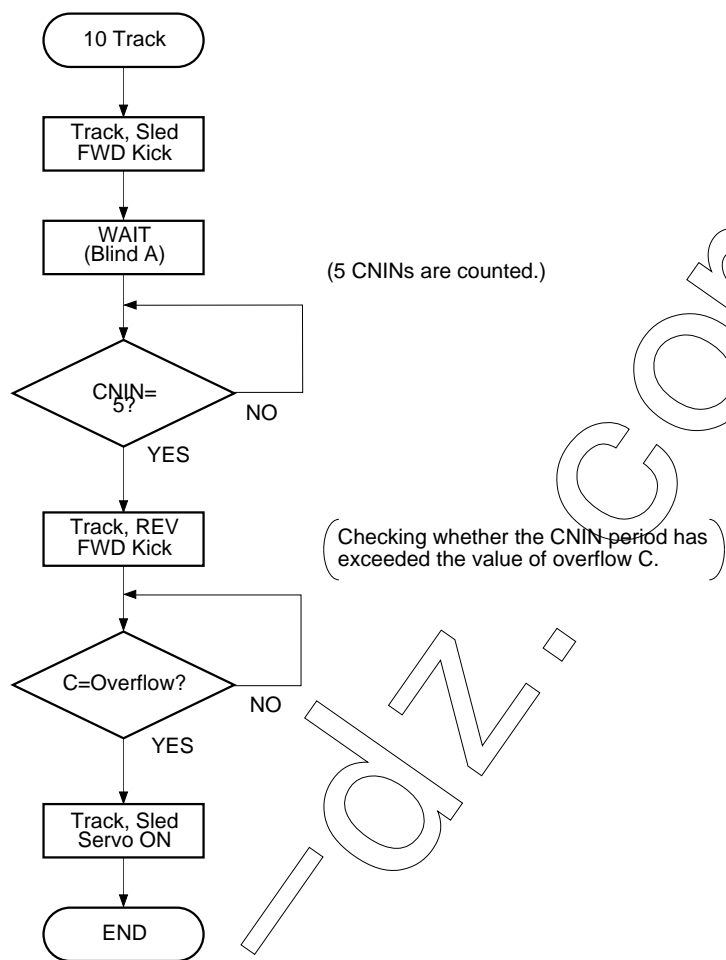 10 Track
Track, Sled
FWD Kick
WAIT
(Blind A)
(5 CNINs are counted.)
CNIN=
5?
NO
YES
Track, REV
FWD Kick
(Checking whether the CNIN period has
exceeded the value of overflow C.)
C=Overflow?
NO
YES
Track, Sled
Servo ON
END
-dz.com